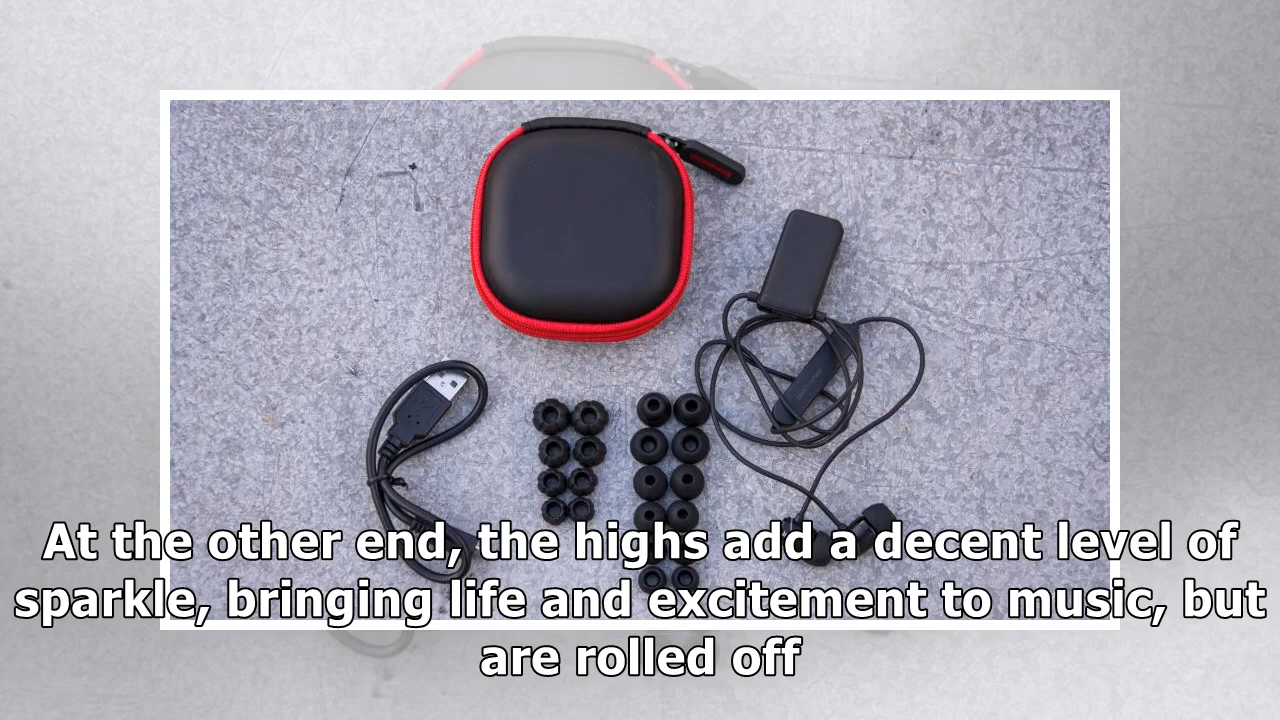 At the other end, the highs add a decent level of
sparkle, bringing life and excitement to music, but
are rolled off